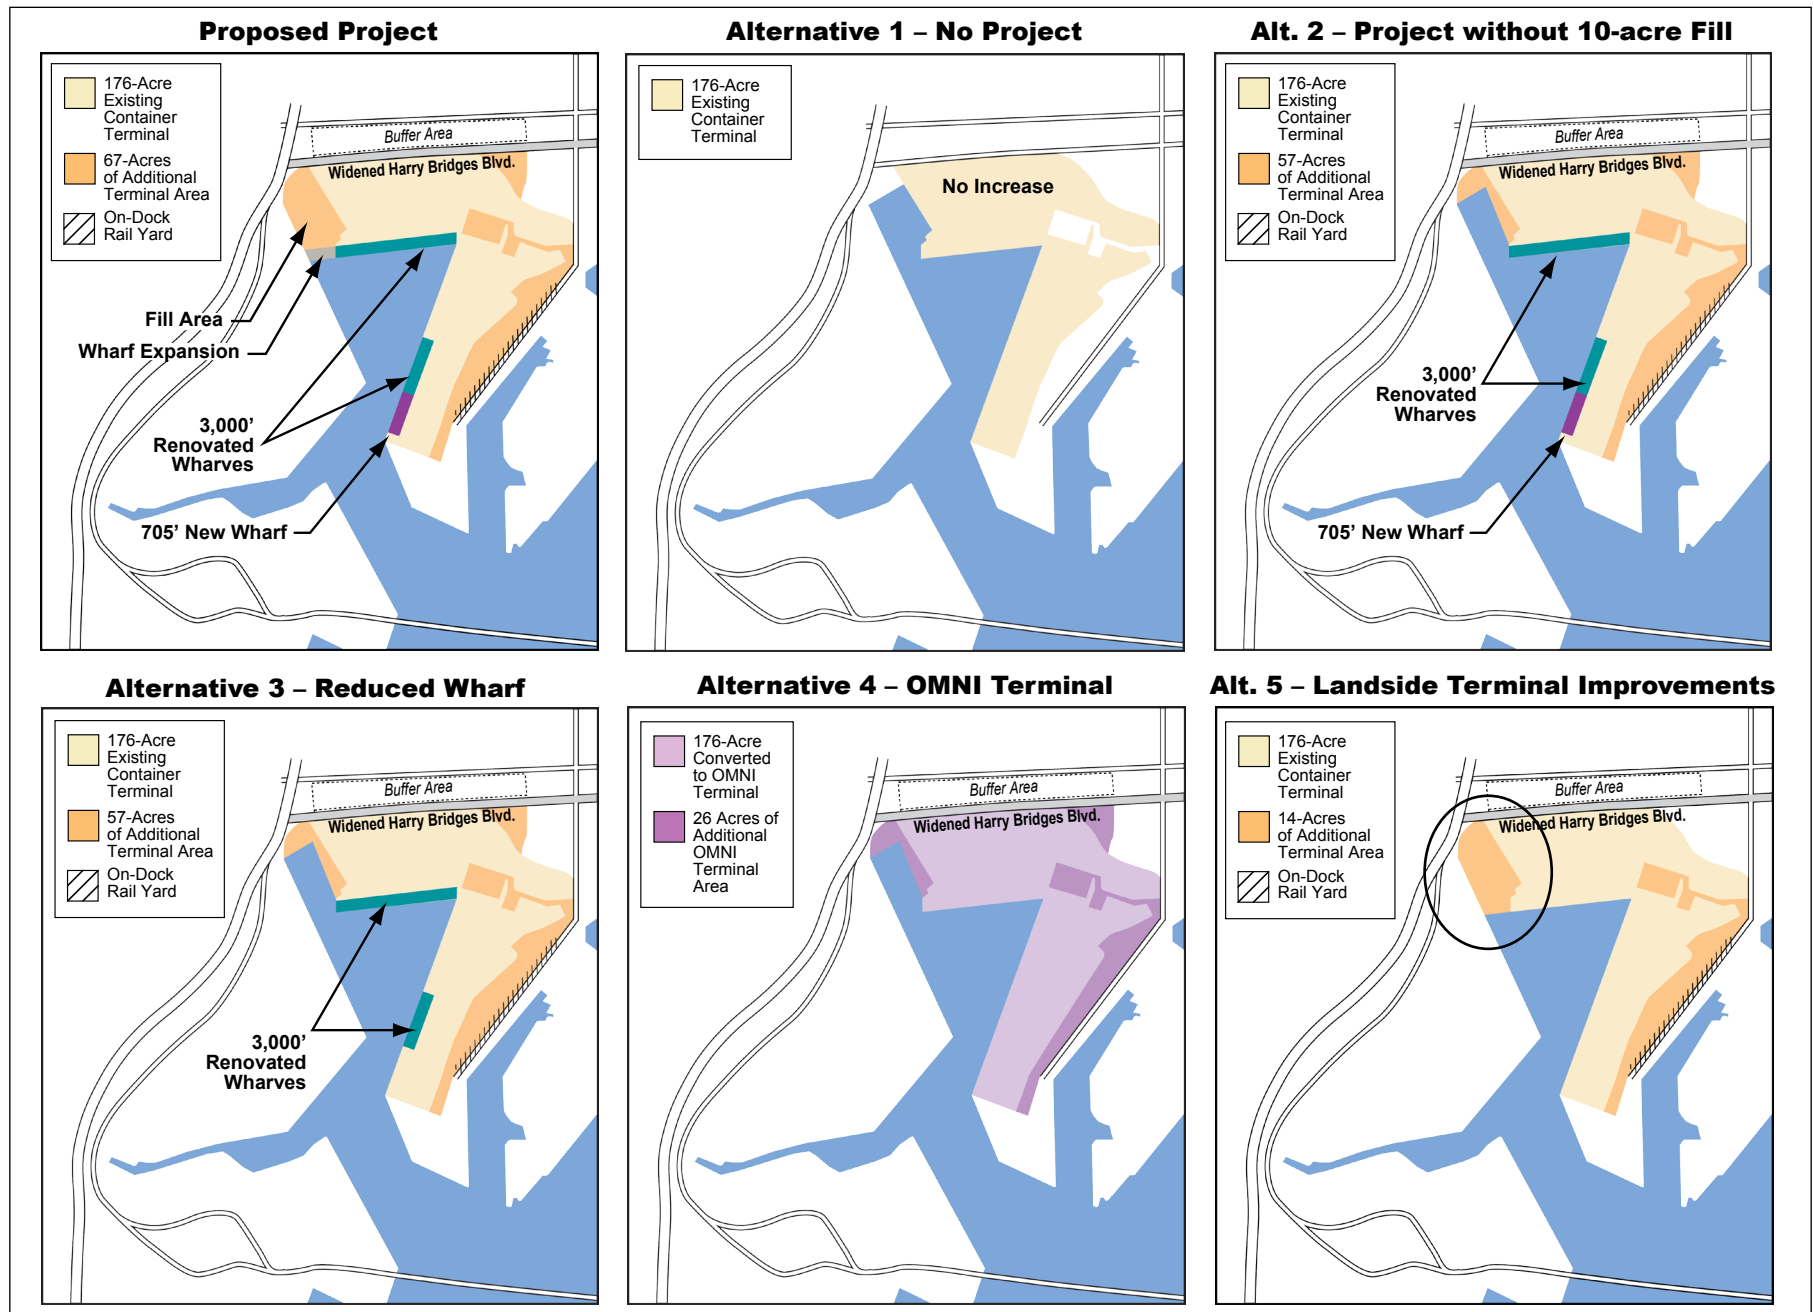 Proposed Project
176-Acre
Existing
Container
Terminal
67-Acres
of Additional
Terminal Area
On-Dock
Rail Yard
Buffer Area
Widened Harry Bridges Blvd.
Fill Area
Wharf Expansion
3,000'
Renovated
Wharves
705' New Wharf
Alternative 1 – No Project
176-Acre
Existing
Container
Terminal
No Increase
Alt. 2 – Project without 10-acre Fill
176-Acre
Existing
Container
Terminal
57-Acres
of Additional
Terminal Area
On-Dock
Rail Yard
Buffer Area
Widened Harry Bridges Blvd.
3,000'
Renovated
Wharves
705' New Wharf
Alternative 3 – Reduced Wharf
176-Acre
Existing
Container
Terminal
57-Acres
of Additional
Terminal Area
On-Dock
Rail Yard
Buffer Area
Widened Harry Bridges Blvd.
3,000'
Renovated
Wharves
Alternative 4 – OMNI Terminal
176-Acre
Converted
to OMNI
Terminal
26 Acres of
Additional
OMNI
Terminal
Area
Buffer Area
Widened Harry Bridges Blvd.
Alt. 5 – Landside Terminal Improvements
176-Acre
Existing
Container
Terminal
14-Acres
of Additional
Terminal Area
On-Dock
Rail Yard
Buffer Area
Widened Harry Bridges Blvd.